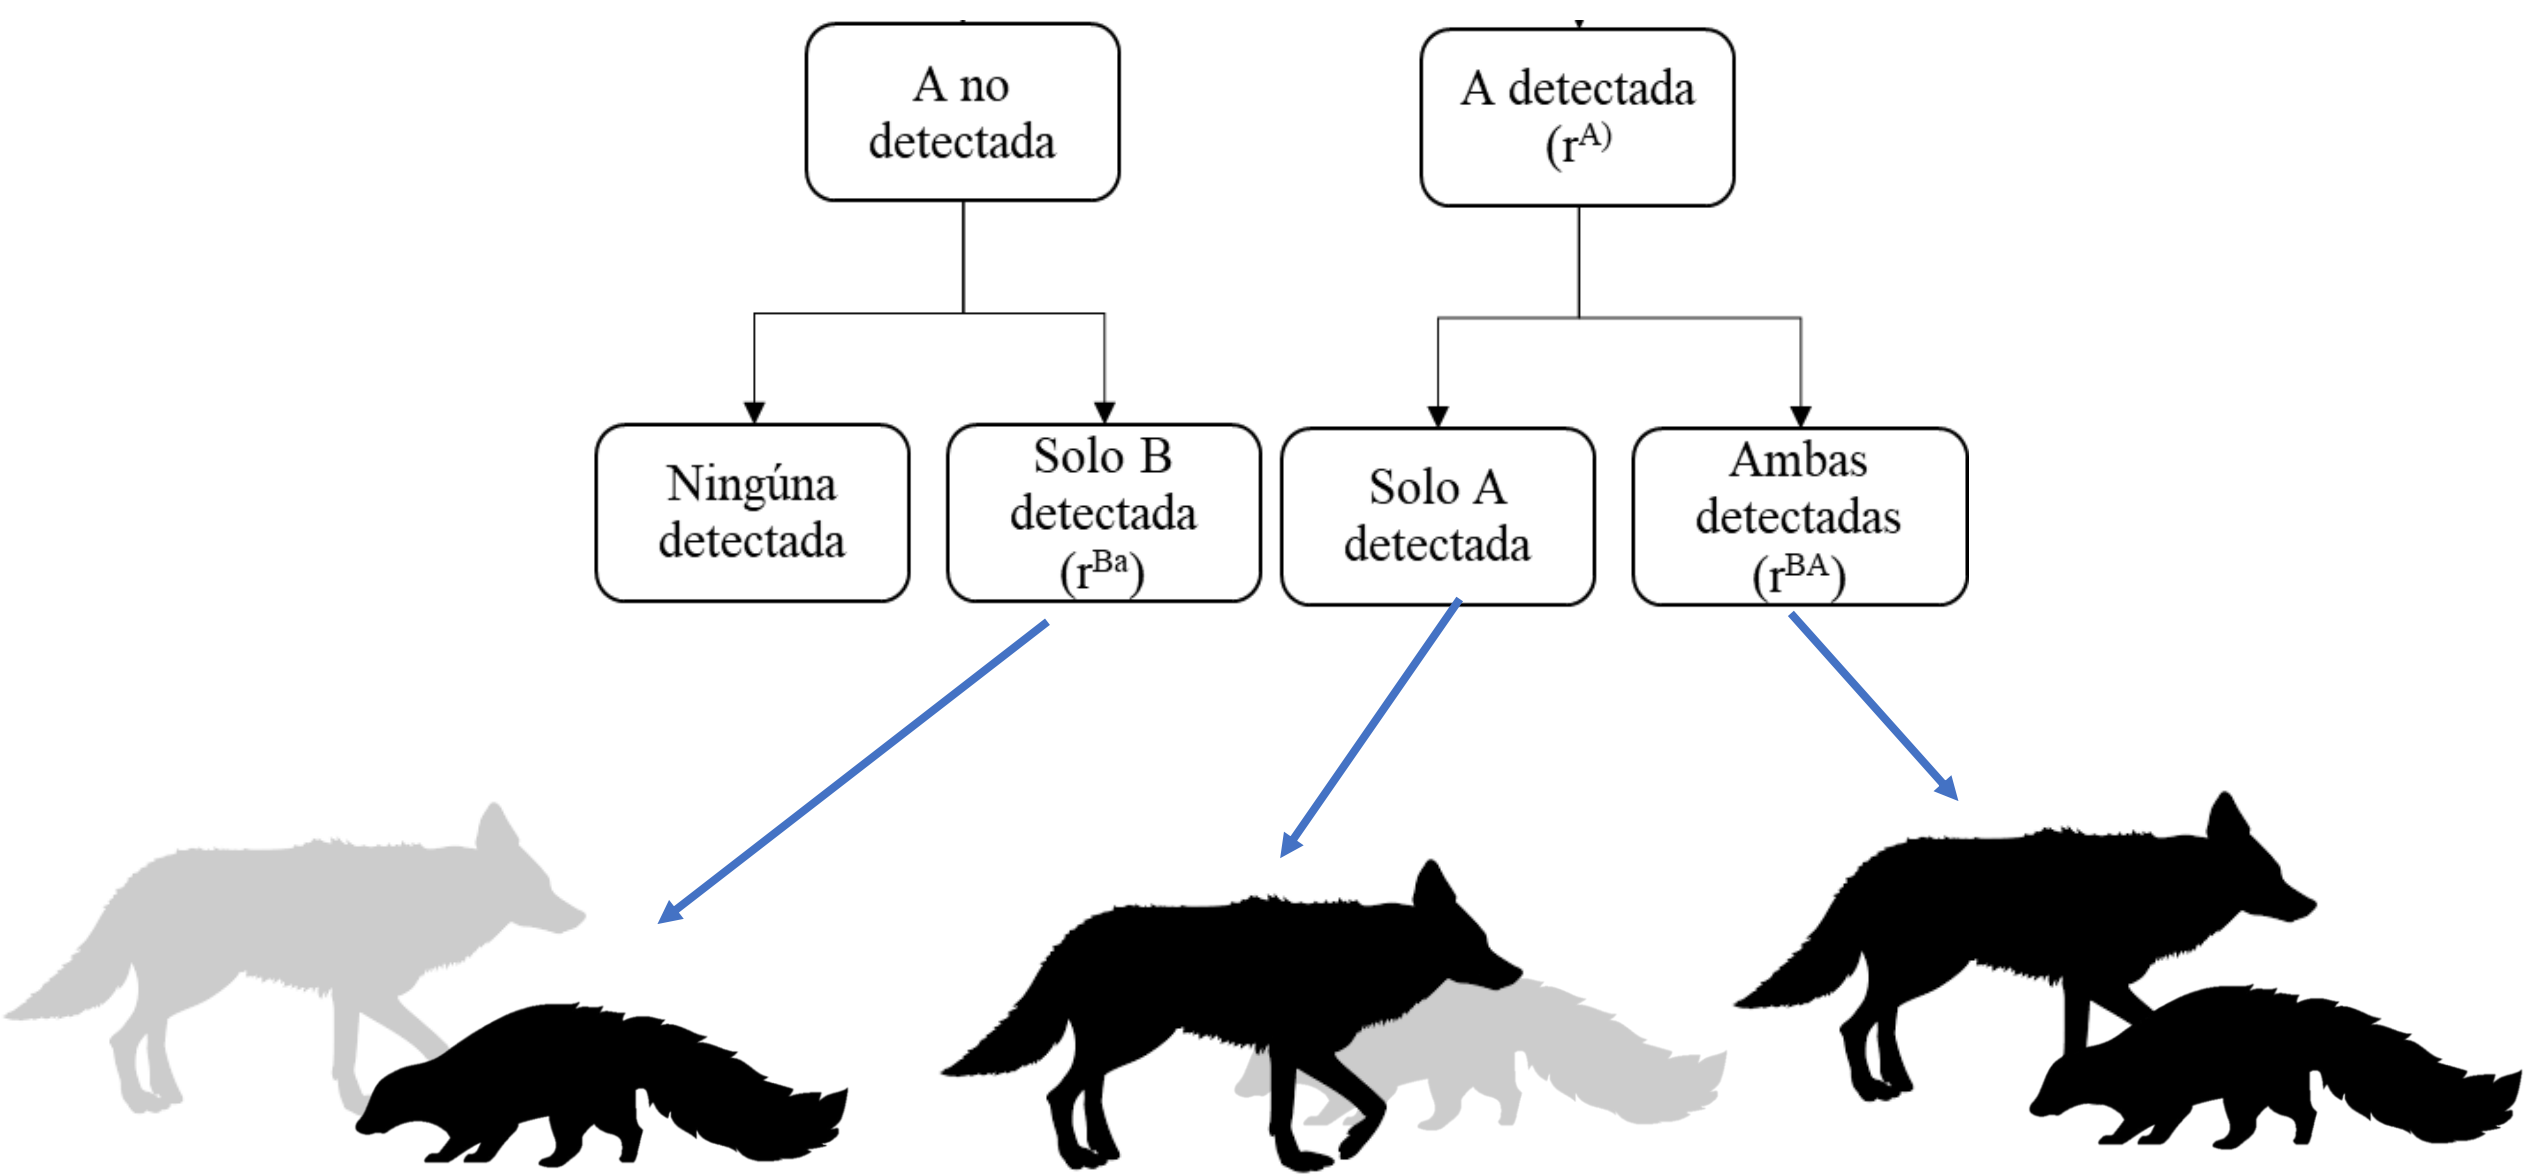 A no
detectada
A detectada
(r^A)
Ningúna
detectada
Solo B
detectada
(r^Ba)
Solo A
detectada
Ambas
detectadas
(r^BA)